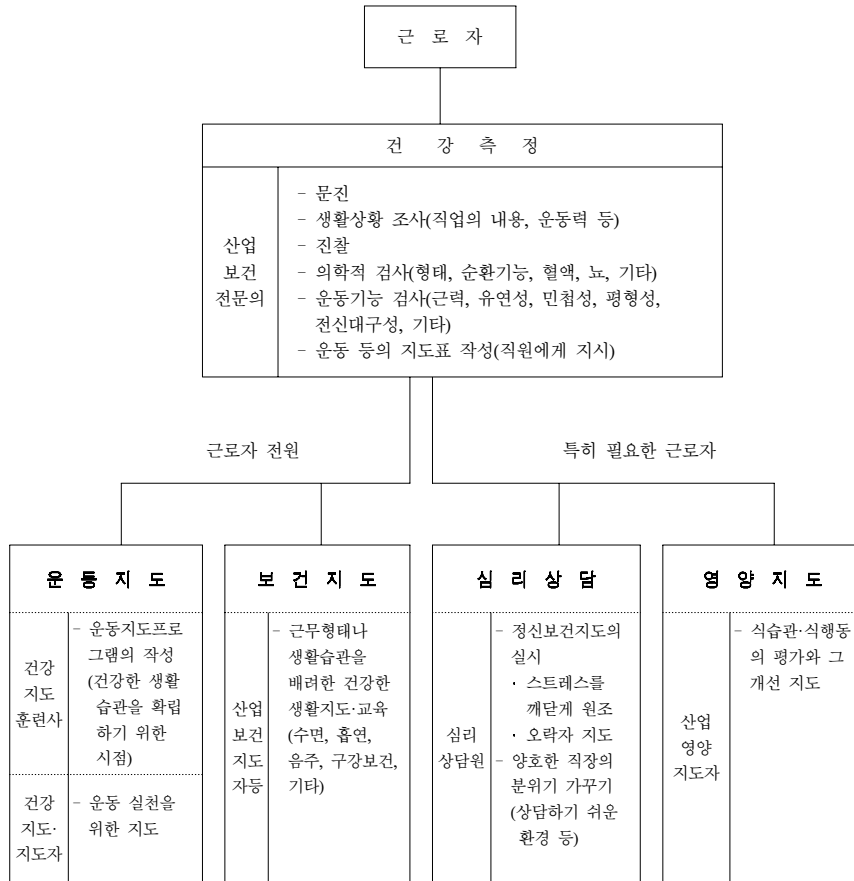 근 로 자
건 강 측 정
산업
보건
전문의
- 문진
- 생활상황 조사(직업의 내용, 운동력 등)
- 진찰
- 의학적 검사(형태, 순환기능, 혈액, 뇨, 기타)
- 운동기능 검사(근력, 유연성, 민첩성, 평형성,
전신대구성, 기타)
- 운동 등의 지도표 작성(직원에게 지시)
근로자 전원
특히 필요한 근로자
운 동 지 도
건강
지도
훈련사
- 운동지도프로
그램의 작성
(건강한 생활
습관을 확립
하기 위한
시점)
건강
지도·
지도자
- 운동 실천을
위한 지도
보 건 지 도
산업
보건
지도
자등
- 근무형태나
생활습관을
배려한 건강한
생활지도·교육
(수면, 흡연,
음주, 구강보건,
기타)
심 리 상 담
심리
상담원
- 정신보건지도의
실시
· 스트레스를
깨닫게 원조
· 오락자 지도
- 양호한 직장의
분위기 가꾸기
(상담하기 쉬운
환경 등)
영 양 지 도
산업
영양
지도자
- 식습관·식행동
의 평가와 그
개선 지도